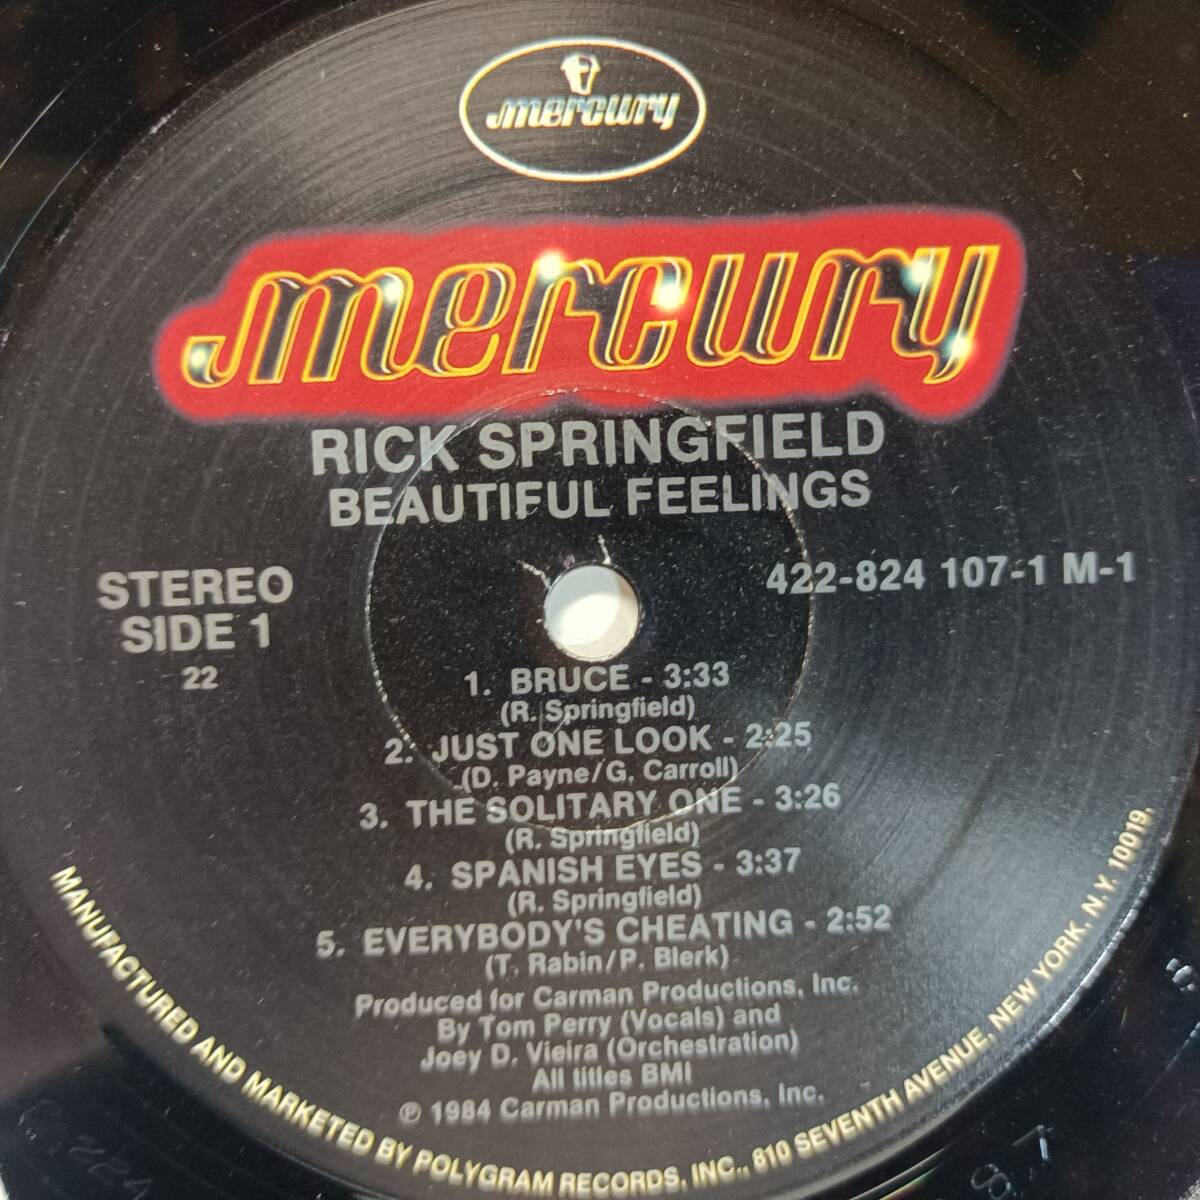 mercury
mercury
RICK SPRINGFIELD
BEAUTIFUL FEELINGS
STEREO
SIDE 1
22
422-824 107-1 M-1
1. BRUCE - 3:33
(R. Springfield)
2. JUST ONE LOOK - 2:25
(D. Payne/G. Carroll)
3. THE SOLITARY ONE - 3:26
(R. Springfield)
4. SPANISH EYES - 3:37
(R. Springfield)
5. EVERYBODY'S CHEATING - 2:52
(T. Rabin/P. Blerk)
Produced for Carman Productions, Inc.
By Tom Perry (Vocals) and
Joey D. Vieira (Orchestration)
All titles BMI
℗ 1984 Carman Productions, Inc.
MANUFACTURED AND MARKETED BY POLYGRAM RECORDS, INC., 810 SEVENTH AVENUE, NEW YORK, N.Y. 10019.